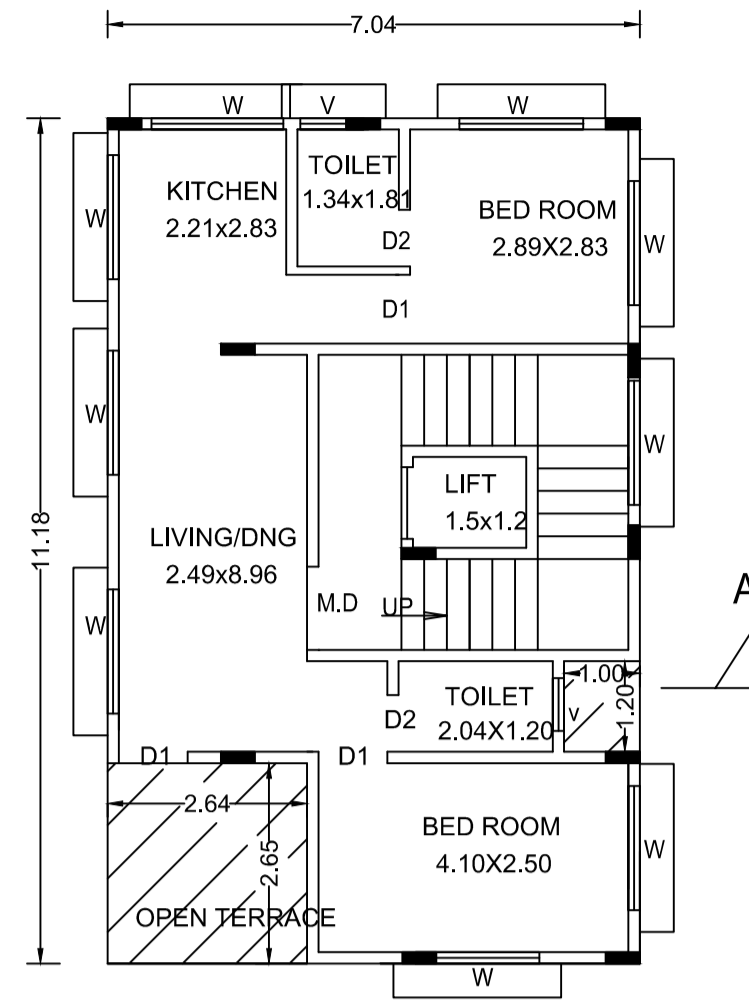 7.04
W
V
W
TOILET
1.34x1.81
KITCHEN
2.21x2.83
BED ROOM
2.89X2.83
W
D2
W
D1
W
W
LIFT
1.5x1.2
11.18
LIVING/DNG
2.49x8.96
M.D
UP
A
W
1.00
TOILET
2.04X1.20
D2
v
1.20
D1
D1
2.64
BED ROOM
4.10X2.50
W
2.65
OPEN TERRACE
W